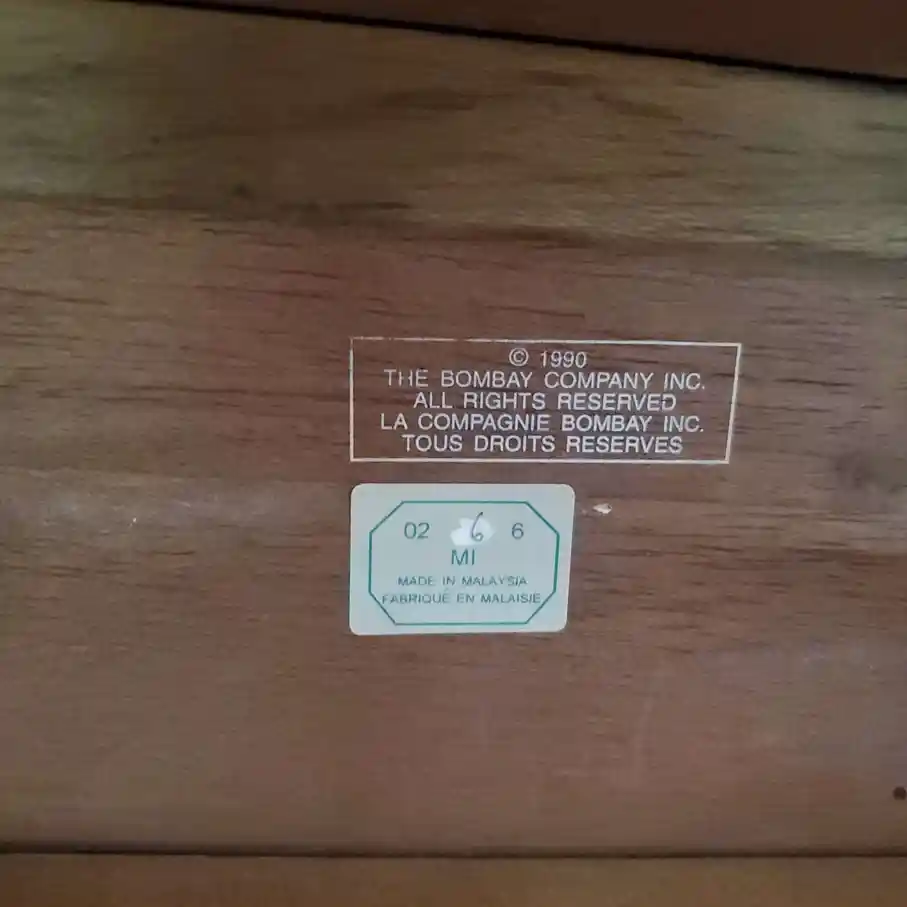 © 1990
THE BOMBAY COMPANY INC.
ALL RIGHTS RESERVED
LA COMPAGNIE BOMBAY INC.
TOUS DROITS RESERVES
02 6 6
MI
MADE IN MALAYSIA
FABRIQUÉ EN MALAISIE